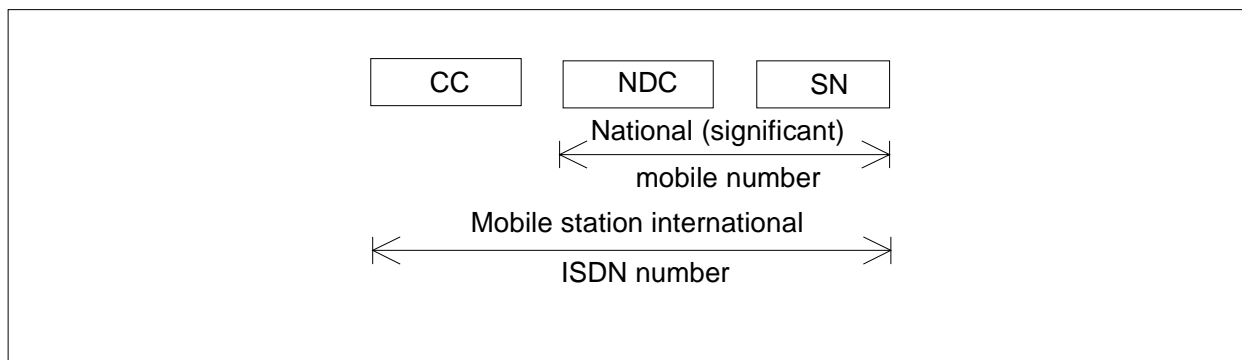 CC NDC SN
National (significant)
mobile number
Mobile station international
ISDN number